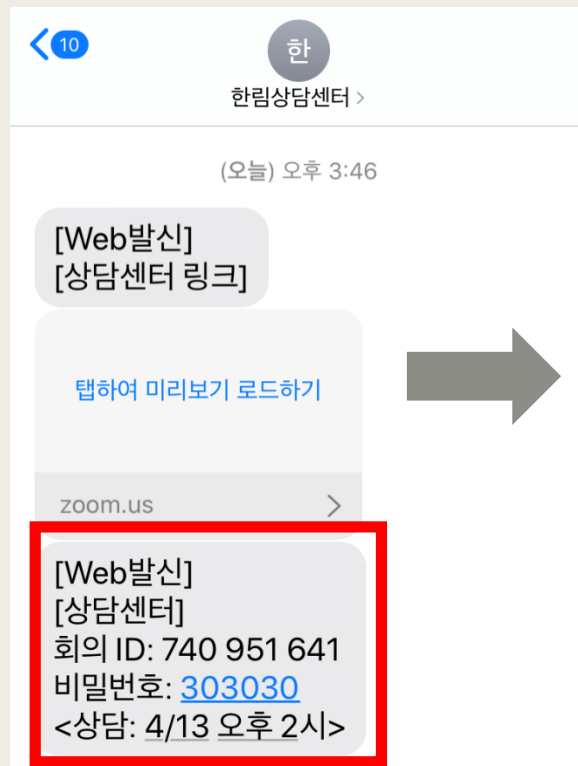 10
한
한림상담센터 >
(오늘) 오후 3:46
[Web발신]
[상담센터 링크]
탭하여 미리보기 로드하기
zoom.us
[Web발신]
[상담센터]
회의 ID: 740 951 641
비밀번호: 303030
<상담: 4/13 오후 2시>